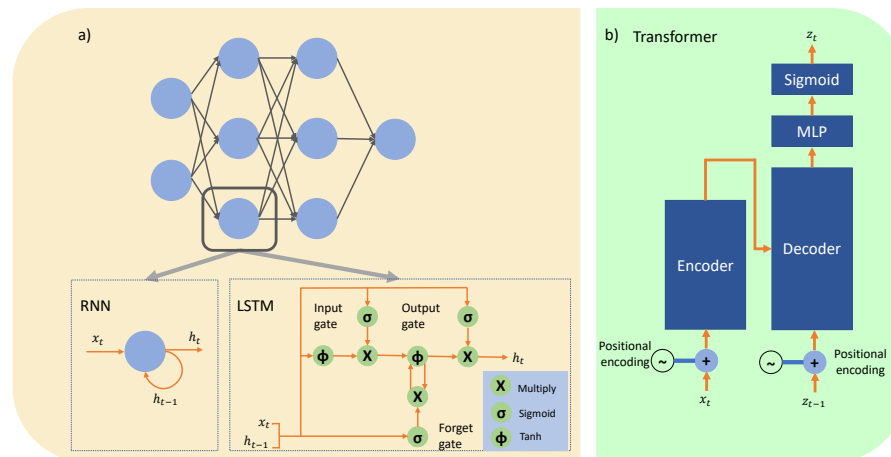 a)
RNN
x_t
h_t
h_{t-1}
LSTM
Input
gate
Output
gate
σ
σ
ϕ
X
ϕ
X
h_t
X
x_t
h_{t-1}
σ
Forget
gate
X Multiply
σ Sigmoid
ϕ Tanh
b)
Transformer
z_t
Sigmoid
MLP
Encoder
Decoder
Positional
encoding
~
+
x_t
~
+
Positional
encoding
z_{t-1}